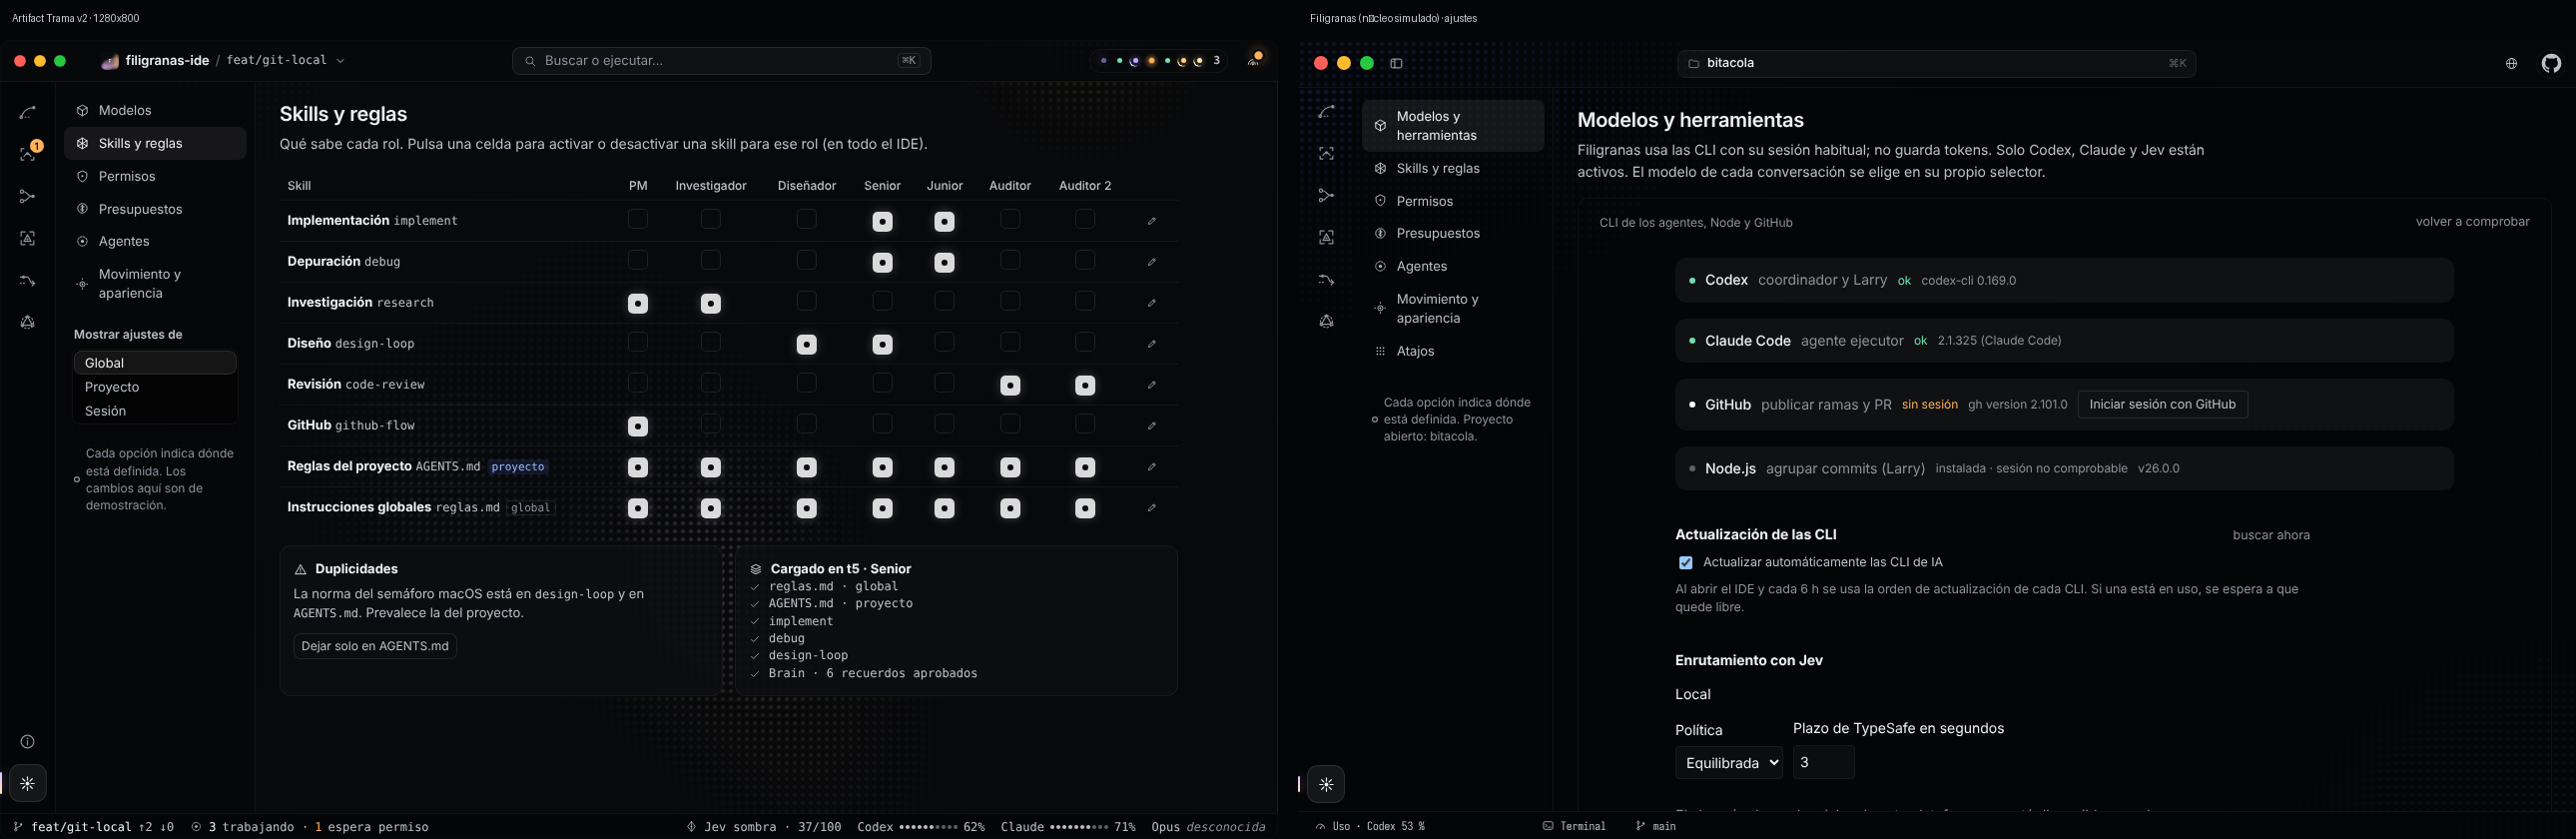 Artifact Trama v2 · 1280x800
filigranas-ide / feat/git-local
Buscar o ejecutar...
⌘K
3
1
Modelos
Skills y reglas
Permisos
Presupuestos
Agentes
Movimiento y
apariencia
Mostrar ajustes de
Global
Proyecto
Sesión
Cada opción indica dónde
está definida. Los
cambios aquí son de
demostración.
Skills y reglas
Qué sabe cada rol. Pulsa una celda para activar o desactivar una skill para ese rol (en todo el IDE).
Skill PM Investigador Diseñador Senior Junior Auditor Auditor 2
Implementación implement
Depuración debug
Investigación research
Diseño design-loop
Revisión code-review
GitHub github-flow
Reglas del proyecto AGENTS.md proyecto
Instrucciones globales reglas.md global
Duplicidades
La norma del semáforo macOS está en design-loop y en
AGENTS.md. Prevalece la del proyecto.
Dejar solo en AGENTS.md
Cargado en t5 · Senior
reglas.md · global
AGENTS.md · proyecto
implement
debug
design-loop
Brain · 6 recuerdos aprobados
feat/git-local ↑2 ↓0 3 trabajando · 1 espera permiso
Jev sombra · 37/100 Codex 62% Claude 71% Opus desconocida
Filigranas (núcleo simulado) · ajustes
bitacola
⌘K
Modelos y
herramientas
Skills y reglas
Permisos
Presupuestos
Agentes
Movimiento y
apariencia
Atajos
Cada opción indica dónde
está definida. Proyecto
abierto: bitacola.
Modelos y herramientas
Filigranas usa las CLI con su sesión habitual; no guarda tokens. Solo Codex, Claude y Jev están
activos. El modelo de cada conversación se elige en su propio selector.
CLI de los agentes, Node y GitHub
volver a comprobar
Codex coordinador y Larry ok codex-cli 0.169.0
Claude Code agente ejecutor ok 2.1.325 (Claude Code)
GitHub publicar ramas y PR sin sesión gh version 2.101.0 Iniciar sesión con GitHub
Node.js agrupar commits (Larry) instalada · sesión no comprobable v26.0.0
Actualización de las CLI
buscar ahora
Actualizar automáticamente las CLI de IA
Al abrir el IDE y cada 6 h se usa la orden de actualización de cada CLI. Si una está en uso, se espera a que
quede libre.
Enrutamiento con Jev
Local
Política
Plazo de TypeSafe en segundos
Equilibrada
3
Uso · Codex 53 %
Terminal
main